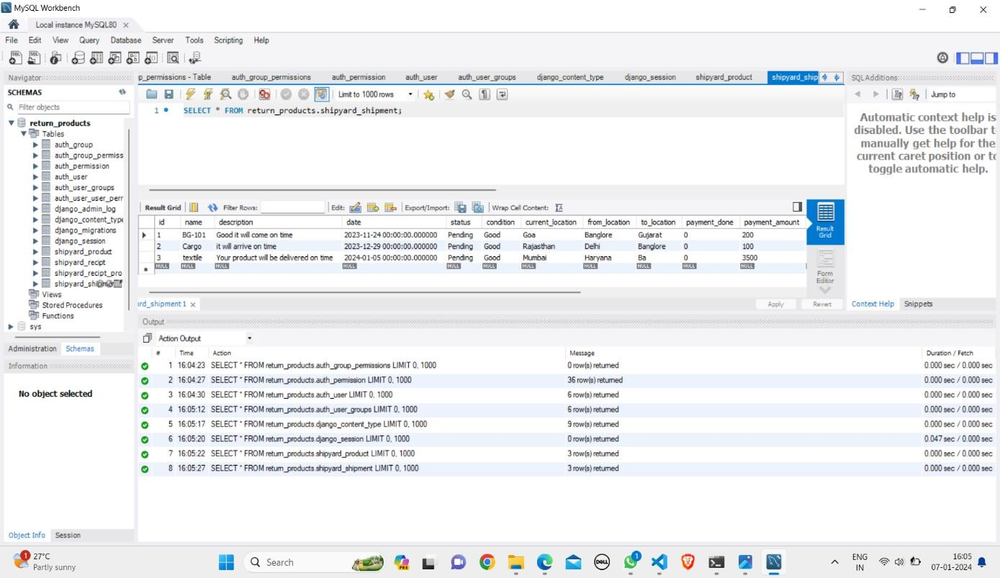 MySQL Workbench
Local instance MySQL80
File Edit View Query Database Server Tools Scripting Help
Navigator
p_permissions - Table auth_group_permissions auth_permission auth_user auth_user_groups django_content_type django_session shipyard_product shipyard_ship
SQLAdditions
SCHEMAS
Filter objects
return_products
Tables
auth_group
auth_group_permiss
auth_permission
auth_user
auth_user_groups
auth_user_user_perr
django_admin_log
django_content_type
django_migrations
django_session
shipyard_product
shipyard_recipt
shipyard_recipt_pro
Views
Stored Procedures
Functions
sys
Administration Schemas
Information
No object selected
Object Info Session
Limit to 1000 rows
1 SELECT * FROM return_products.shipyard_shipment;
Jump to
Automatic context help is
disabled. Use the toolbar t
manually get help for the
current caret position or to
toggle automatic help.
Result Grid Filter Rows: Edit: Export/Import: Wrap Cell Content:
id name description date status condition current_location from_location to_location payment_done payment_amount
1 BG-101 Good it will come on time 2023-11-24 00:00:00.000000 Pending Good Goa Banglore Gujarat 0 200
2 Cargo it will arrive on time 2023-12-29 00:00:00.000000 Pending Good Rajasthan Delhi Banglore 0 100
3 textile Your product will be delivered on time 2024-01-05 00:00:00.000000 Pending Good Mumbai Haryana Ba 0 3500
NULL NULL NULL NULL NULL NULL NULL NULL NULL NULL NULL
Result
Grid
Form
Editor
rd_shipment 1
Apply Revert
Context Help Snippets
Output
Action Output
# Time Action Message Duration / Fetch
1 16:04:23 SELECT * FROM return_products.auth_group_permissions LIMIT 0, 1000 0 row(s) returned 0.000 sec / 0.000 sec
2 16:04:27 SELECT * FROM return_products.auth_permission LIMIT 0, 1000 36 row(s) returned 0.000 sec / 0.000 sec
3 16:04:30 SELECT * FROM return_products.auth_user LIMIT 0, 1000 6 row(s) returned 0.000 sec / 0.000 sec
4 16:05:12 SELECT * FROM return_products.auth_user_groups LIMIT 0, 1000 6 row(s) returned 0.000 sec / 0.000 sec
5 16:05:17 SELECT * FROM return_products.django_content_type LIMIT 0, 1000 9 row(s) returned 0.000 sec / 0.000 sec
6 16:05:20 SELECT * FROM return_products.django_session LIMIT 0, 1000 0 row(s) returned 0.047 sec / 0.000 sec
7 16:05:22 SELECT * FROM return_products.shipyard_product LIMIT 0, 1000 3 row(s) returned 0.000 sec / 0.000 sec
8 16:05:27 SELECT * FROM return_products.shipyard_shipment LIMIT 0, 1000 3 row(s) returned 0.000 sec / 0.000 sec
1
27°C
Partly sunny
Search
PRE
DELL
1
ENG
IN
16:05
07-01-2024